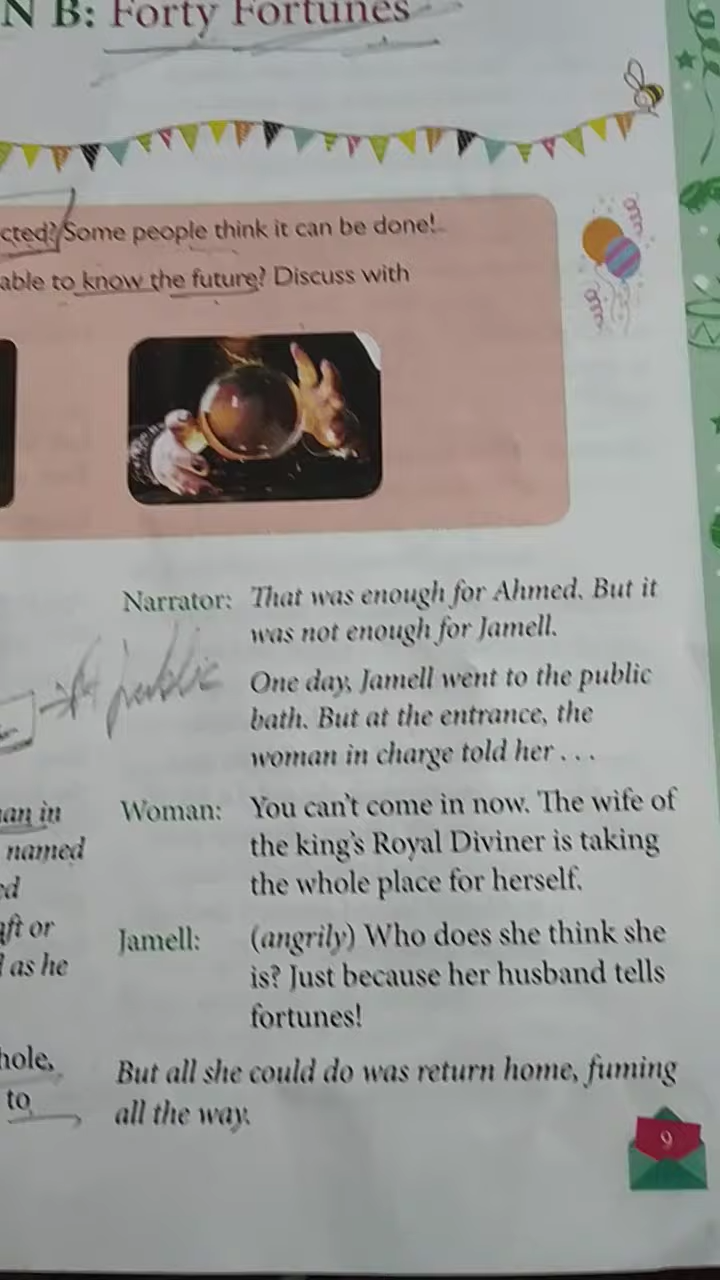 N B: Forty Fortunes
cted? Some people think it can be done!
able to know the future? Discuss with
an in
named
ed
aft or
as he
hole,
to
Narrator: That was enough for Ahmed. But it
was not enough for Jamell.
public
One day, Jamell went to the public
bath. But at the entrance, the
woman in charge told her . . .
Woman: You can't come in now. The wife of
the king's Royal Diviner is taking
the whole place for herself.
Jamell: (angrily) Who does she think she
is? Just because her husband tells
fortunes!
But all she could do was return home, fuming
all the way.
9